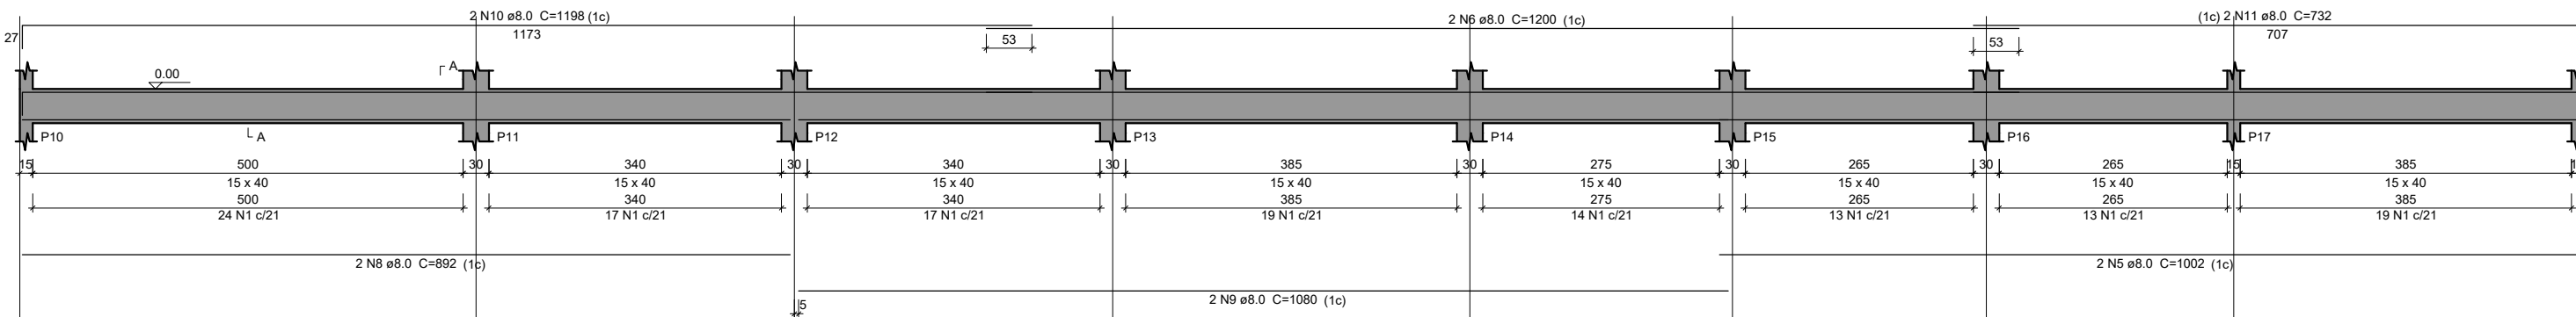 2 N10 ø8.0 C=1198 (1c)
2 N6 ø8.0 C=1200 (1c)
(1c) 2 N11 ø8.0 C=732
27
1173
53
53
707
0.00
A
P10
A
P11
P12
P13
P14
P15
P16
P17
15 500 30 340 30 340 30 385 30 275 30 265 30 265 15 385
15 x 40 15 x 40 15 x 40 15 x 40 15 x 40 15 x 40 15 x 40 15 x 40
500 340 340 385 275 265 265 385
24 N1 c/21 17 N1 c/21 17 N1 c/21 19 N1 c/21 14 N1 c/21 13 N1 c/21 13 N1 c/21 19 N1 c/21
2 N8 ø8.0 C=892 (1c)
2 N5 ø8.0 C=1002 (1c)
5
2 N9 ø8.0 C=1080 (1c)